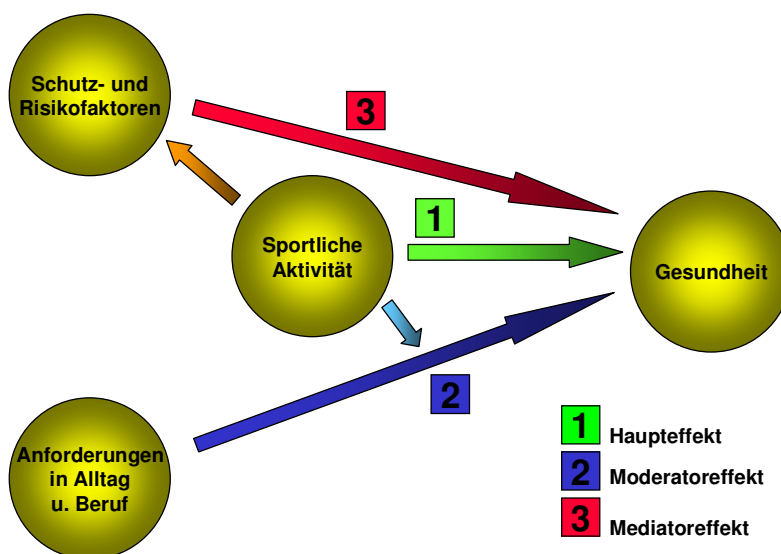 Schutz- und
Risikofaktoren
3
1
Sportliche
Aktivität
Gesundheit
2
Anforderungen
in Alltag
u. Beruf
1 Haupteffekt
2 Moderatoreffekt
3 Mediatoreffekt